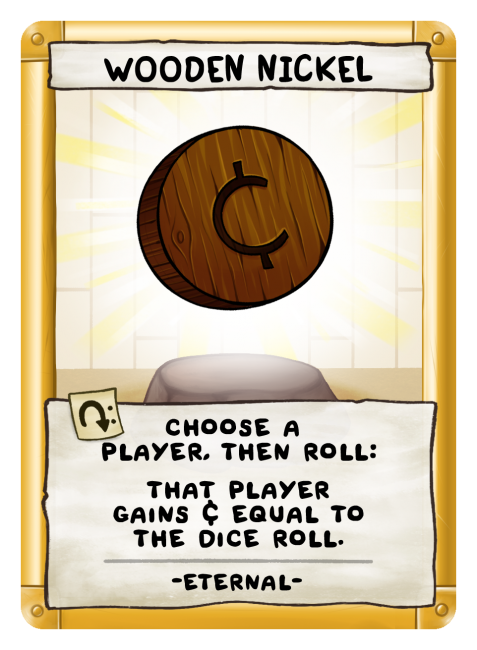 WOODEN NICKEL
¢
CHOOSE A
PLAYER, THEN ROLL:
THAT PLAYER
GAINS ¢ EQUAL TO
THE DICE ROLL.
-ETERNAL-